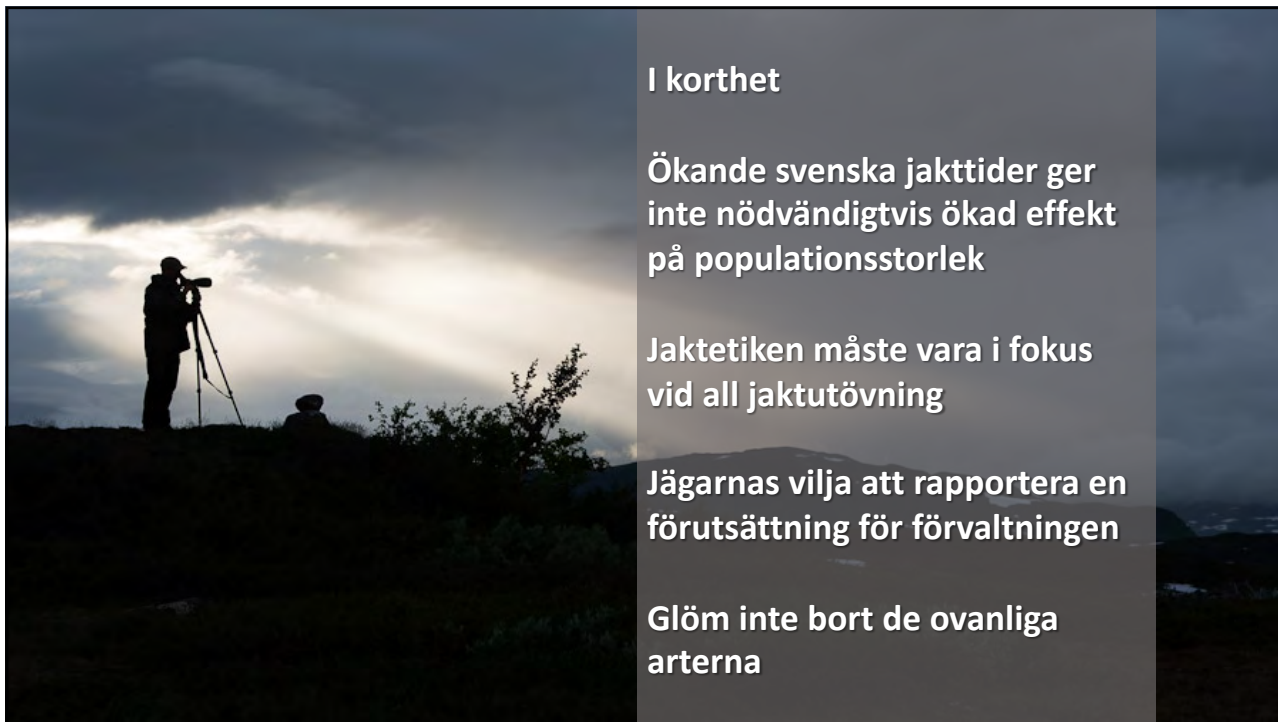 I korthet
Ökande svenska jakttider ger
inte nödvändigtvis ökad effekt
på populationsstorlek
Jaktetiken måste vara i fokus
vid all jaktutövning
Jägarnas vilja att rapportera en
förutsättning för förvaltningen
Glöm inte bort de ovanliga
arterna